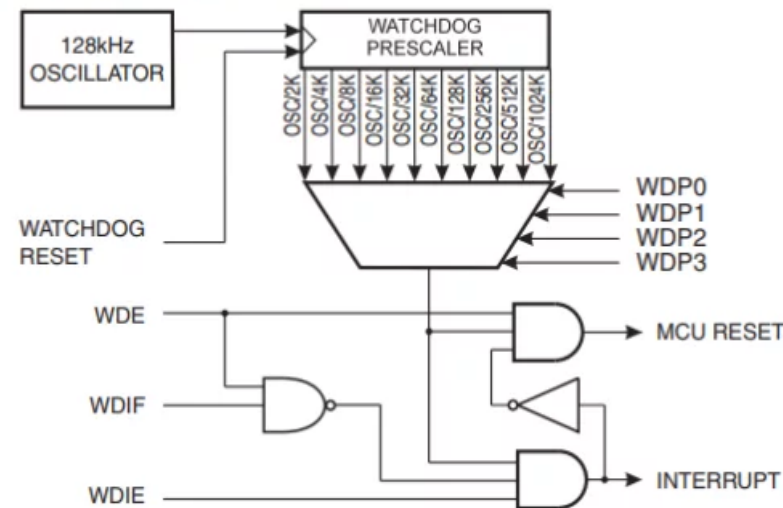 128kHz
OSCILLATOR
WATCHDOG
PRESCALER
OSC/2K
OSC/4K
OSC/8K
OSC/16K
OSC/32K
OSC/64K
OSC/128K
OSC/256K
OSC/512K
OSC/1024K
WDP0
WDP1
WDP2
WDP3
WATCHDOG
RESET
WDE
MCU RESET
WDIF
WDIE
INTERRUPT